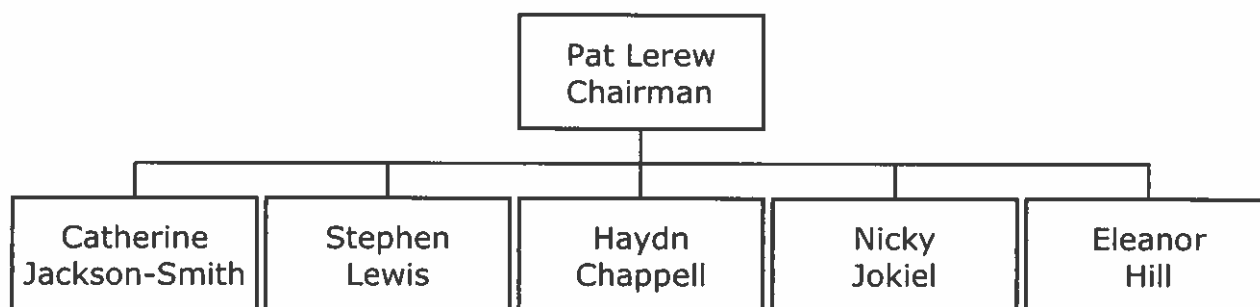 Pat Lerew
Chairman
Catherine
Jackson-Smith
Stephen
Lewis
Haydn
Chappell
Nicky
Jokiel
Eleanor
Hill